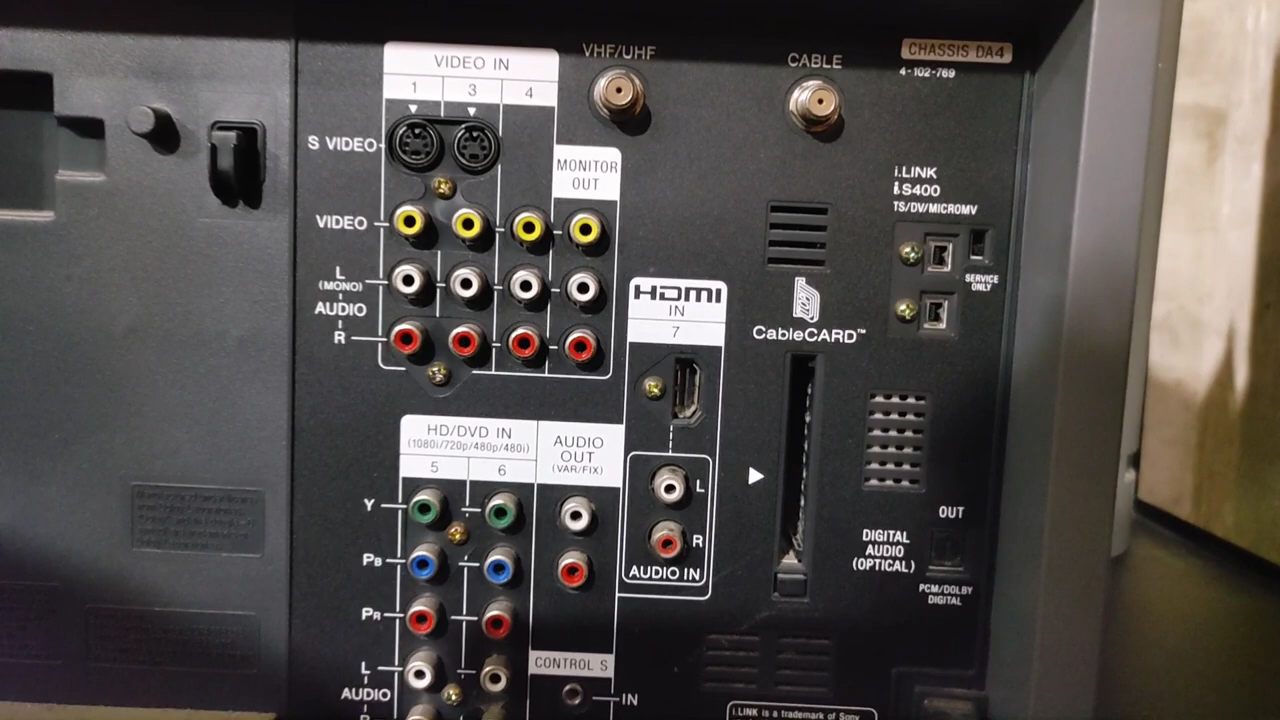 VIDEO IN
1 3 4
S VIDEO
VIDEO
L
(MONO)
AUDIO
R
MONITOR
OUT
VHF/UHF
CABLE
CHASSIS DA4
4-102-769
i.LINK
S400
TS/DV/MICROMV
SERVICE
ONLY
HDMI
IN
7
L
R
AUDIO IN
CableCARD™
HD/DVD IN
(1080i/720p/480p/480i)
5 6
Y
PB
PR
L
AUDIO
R
AUDIO
OUT
(VAR/FIX)
CONTROL S
IN
OUT
DIGITAL
AUDIO
(OPTICAL)
PCM/DOLBY
DIGITAL
i.LINK is a trademark of Sony